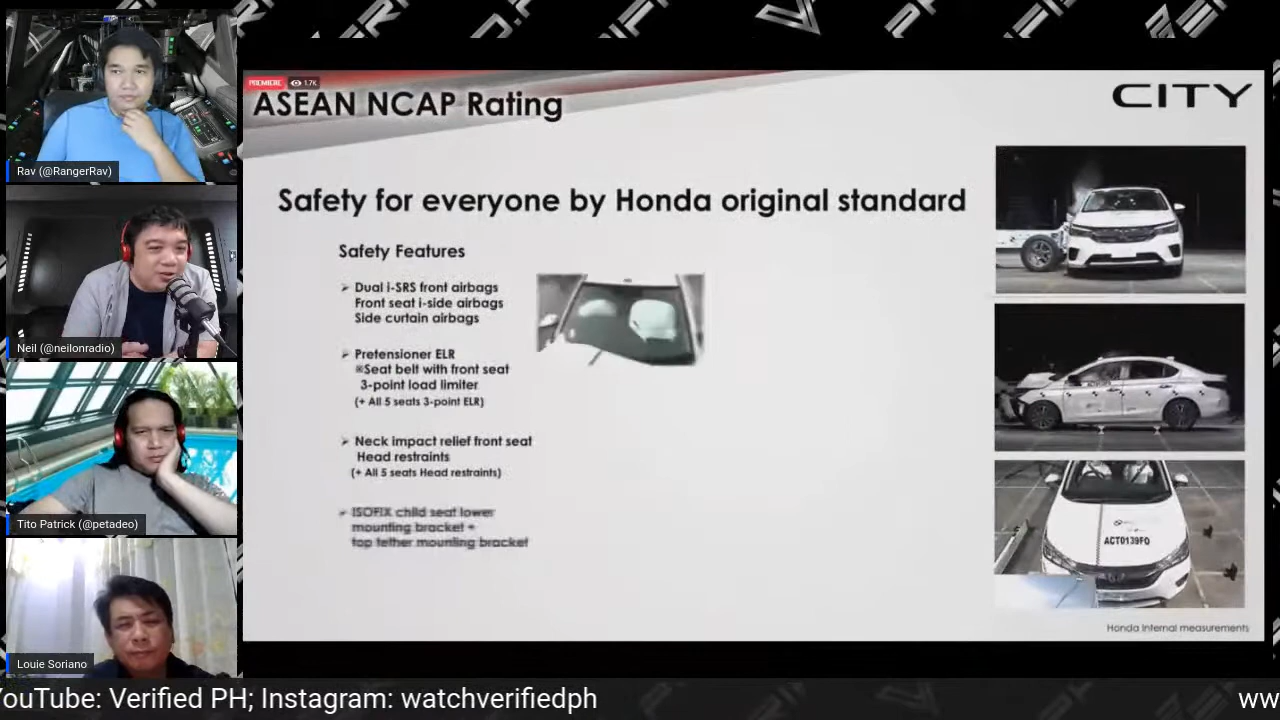 Rav (@RangerRav)
Neil (@neilonradio)
Tito Patrick (@petadeo)
Louie Soriano
PREMIERE 1.7K
ASEAN NCAP Rating
CITY
Safety for everyone by Honda original standard
Safety Features
➢ Dual i-SRS front airbags
Front seat i-side airbags
Side curtain airbags
➢ Pretensioner ELR
※Seat belt with front seat
3-point load limiter
(+ All 5 seats 3-point ELR)
➢ Neck impact relief front seat
Head restraints
(+ All 5 seats Head restraints)
➢ ISOFIX child seat lower
mounting bracket +
top tether mounting bracket
ACT0139FO
Honda internal measurements
YouTube: Verified PH; Instagram: watchverifiedph
ww